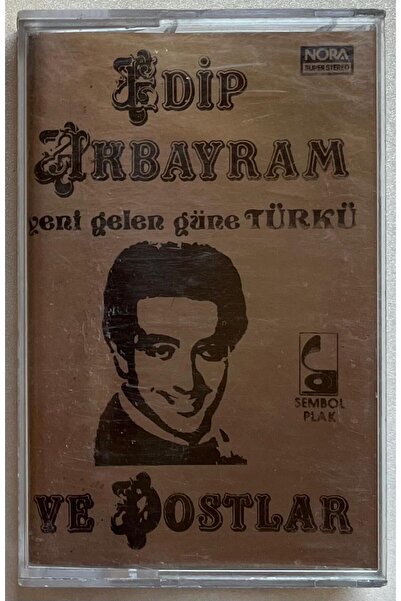 NORA
SUPER STEREO
EDİP
AKBAYRAM
yeni gelen güne TÜRKÜ
SEMBOL
PLAK
VE DOSTLAR